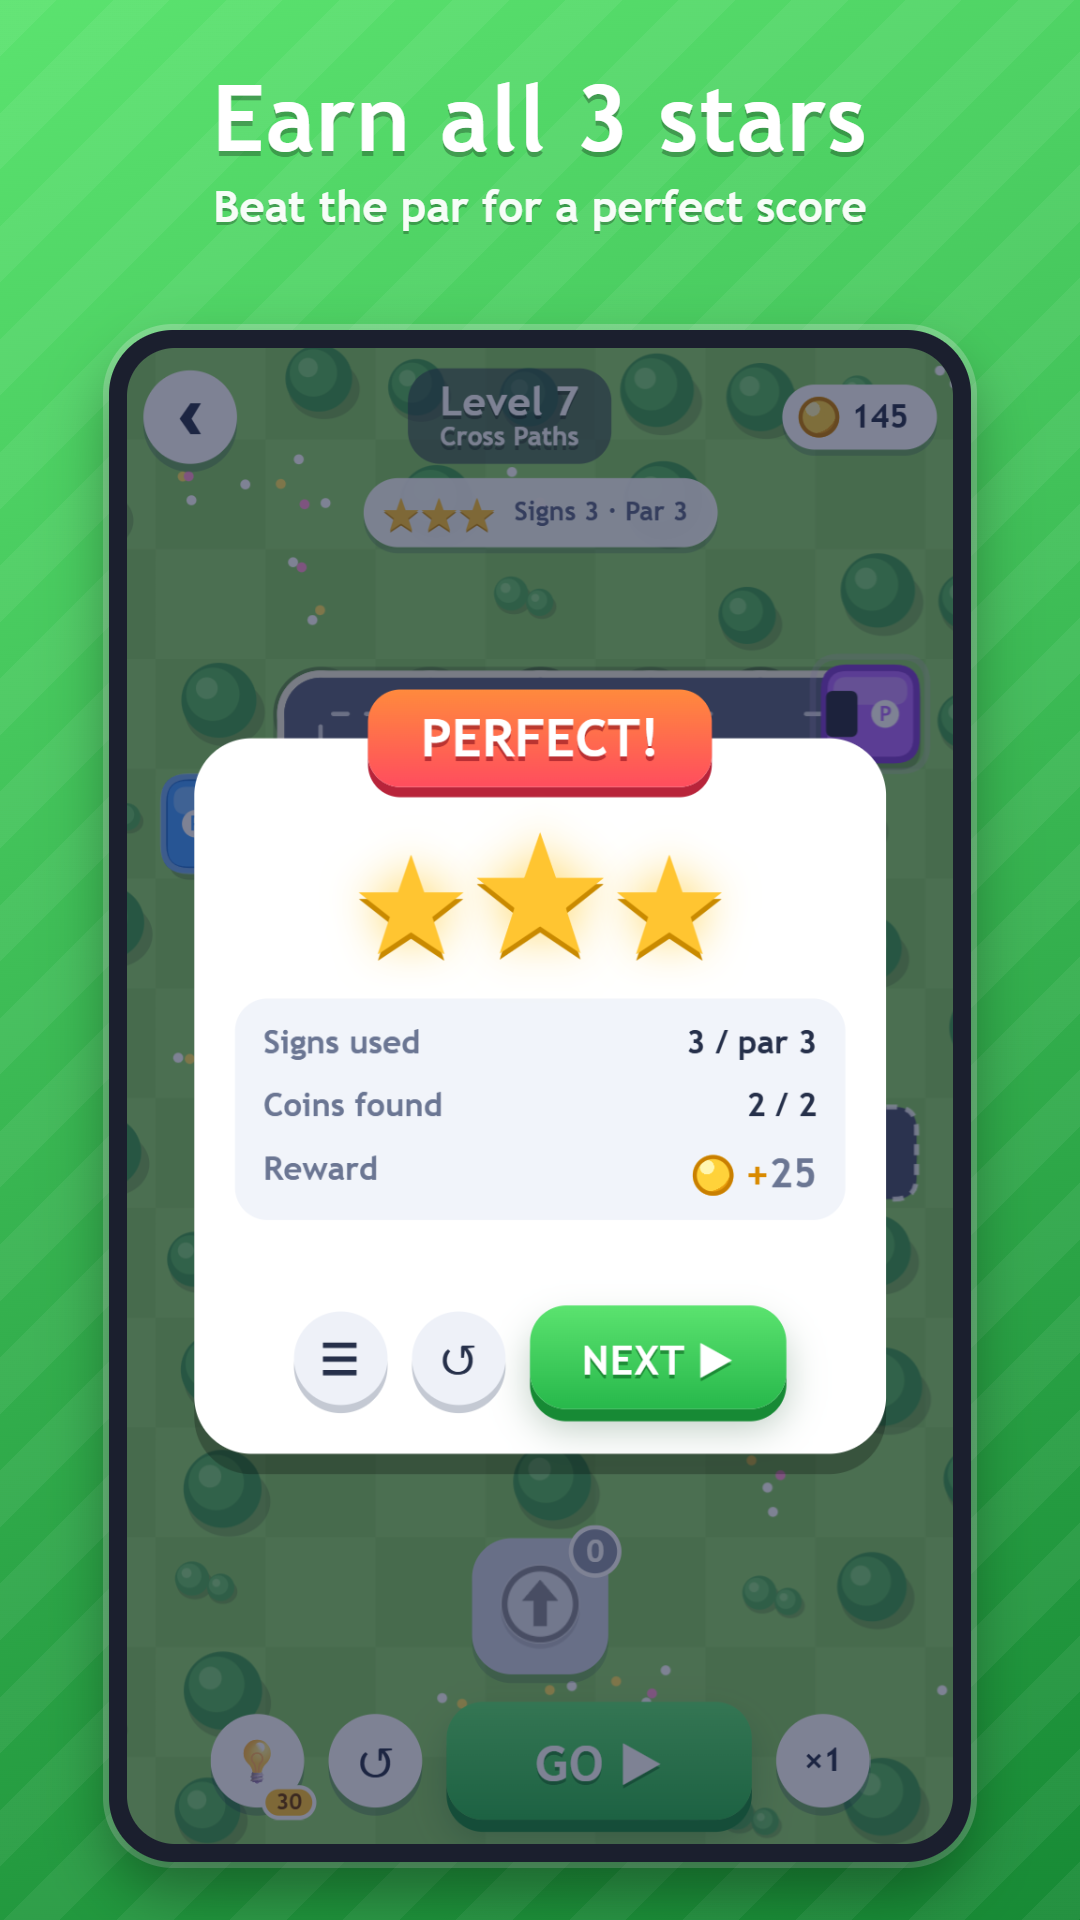 Earn all 3 stars
Beat the par for a perfect score
Level 7
Cross Paths
145
Signs 3 · Par 3
P
PERFECT!
Signs used 3 / par 3
Coins found 2 / 2
Reward +25
NEXT
0
GO
×1
30